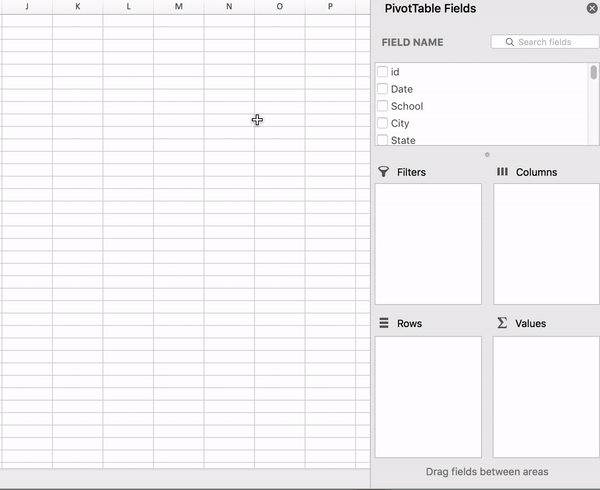 J K L M N O P
PivotTable Fields
FIELD NAME
Search fields
id
Date
School
City
State
Filters
Columns
Rows
Values
Drag fields between areas